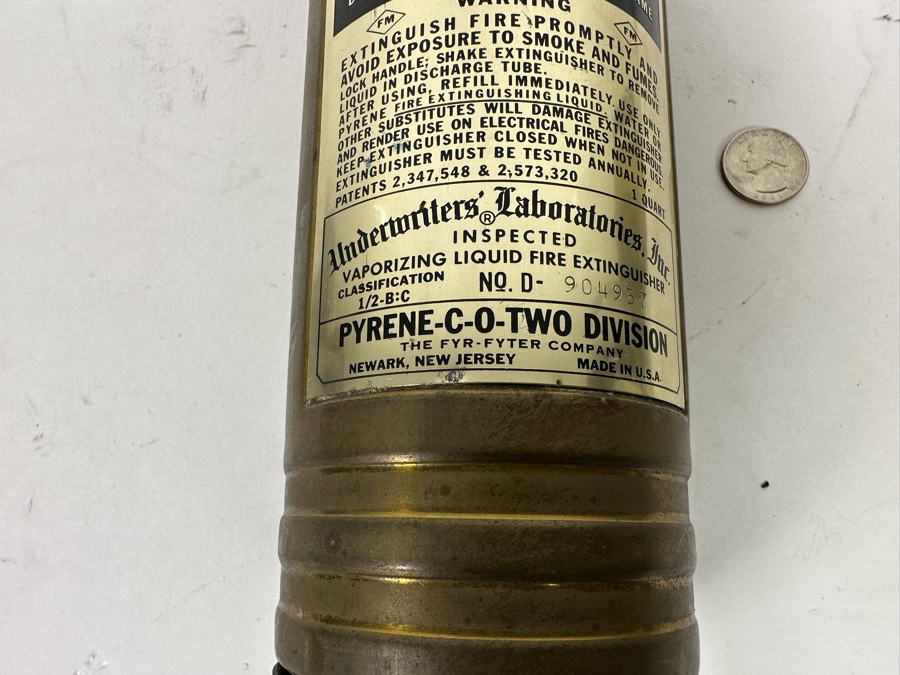 WARNING
FM FM
EXTINGUISH FIRE PROMPTLY AND
AVOID EXPOSURE TO SMOKE AND FUMES.
LOCK HANDLE; SHAKE EXTINGUISHER TO REMOVE
LIQUID IN DISCHARGE TUBE.
AFTER USING, REFILL IMMEDIATELY. USE ONLY
PYRENE FIRE EXTINGUISHING LIQUID. WATER OR
OTHER SUBSTITUTES WILL DAMAGE EXTINGUISHER
AND RENDER USE ON ELECTRICAL FIRES DANGEROUS.
KEEP EXTINGUISHER CLOSED WHEN NOT IN USE.
EXTINGUISHER MUST BE TESTED ANNUALLY.
PATENTS 2,347,548 & 2,573,320
1 QUART
Underwriters' Laboratories, Inc.
®
INSPECTED
VAPORIZING LIQUID FIRE EXTINGUISHER
CLASSIFICATION
1/2-B:C
NO. D- 904957
PYRENE-C-O-TWO DIVISION
THE FYR-FYTER COMPANY
NEWARK, NEW JERSEY
MADE IN U.S.A.